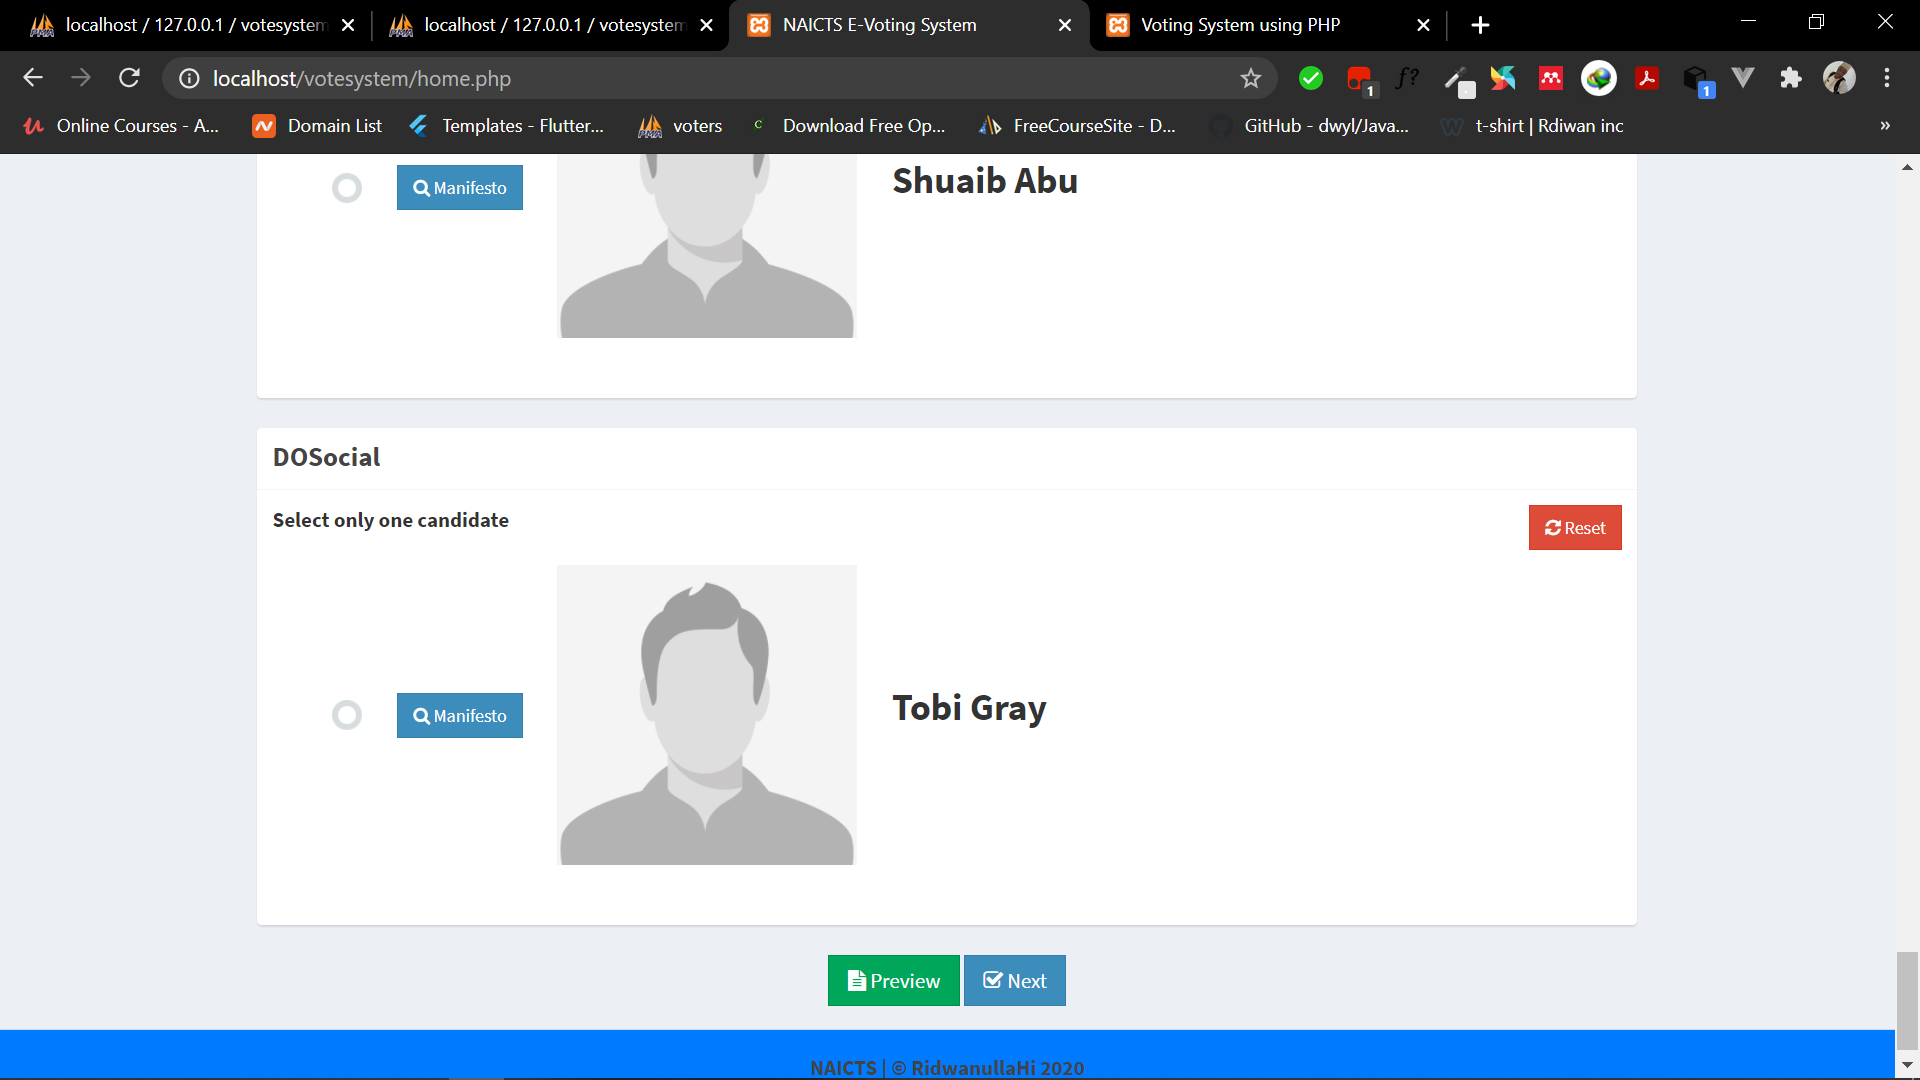 localhost / 127.0.0.1 / votesystem
localhost / 127.0.0.1 / votesystem
NAICTS E-Voting System
Voting System using PHP
localhost/votesystem/home.php
1
f?
1
Online Courses - A...
Domain List
Templates - Flutter...
voters
Download Free Op...
FreeCourseSite - D...
GitHub - dwyl/Java...
t-shirt | Rdiwan inc
»
Manifesto
Shuaib Abu
DOSocial
Select only one candidate
Reset
Manifesto
Tobi Gray
Preview
Next
NAICTS | © RidwanullaHi 2020